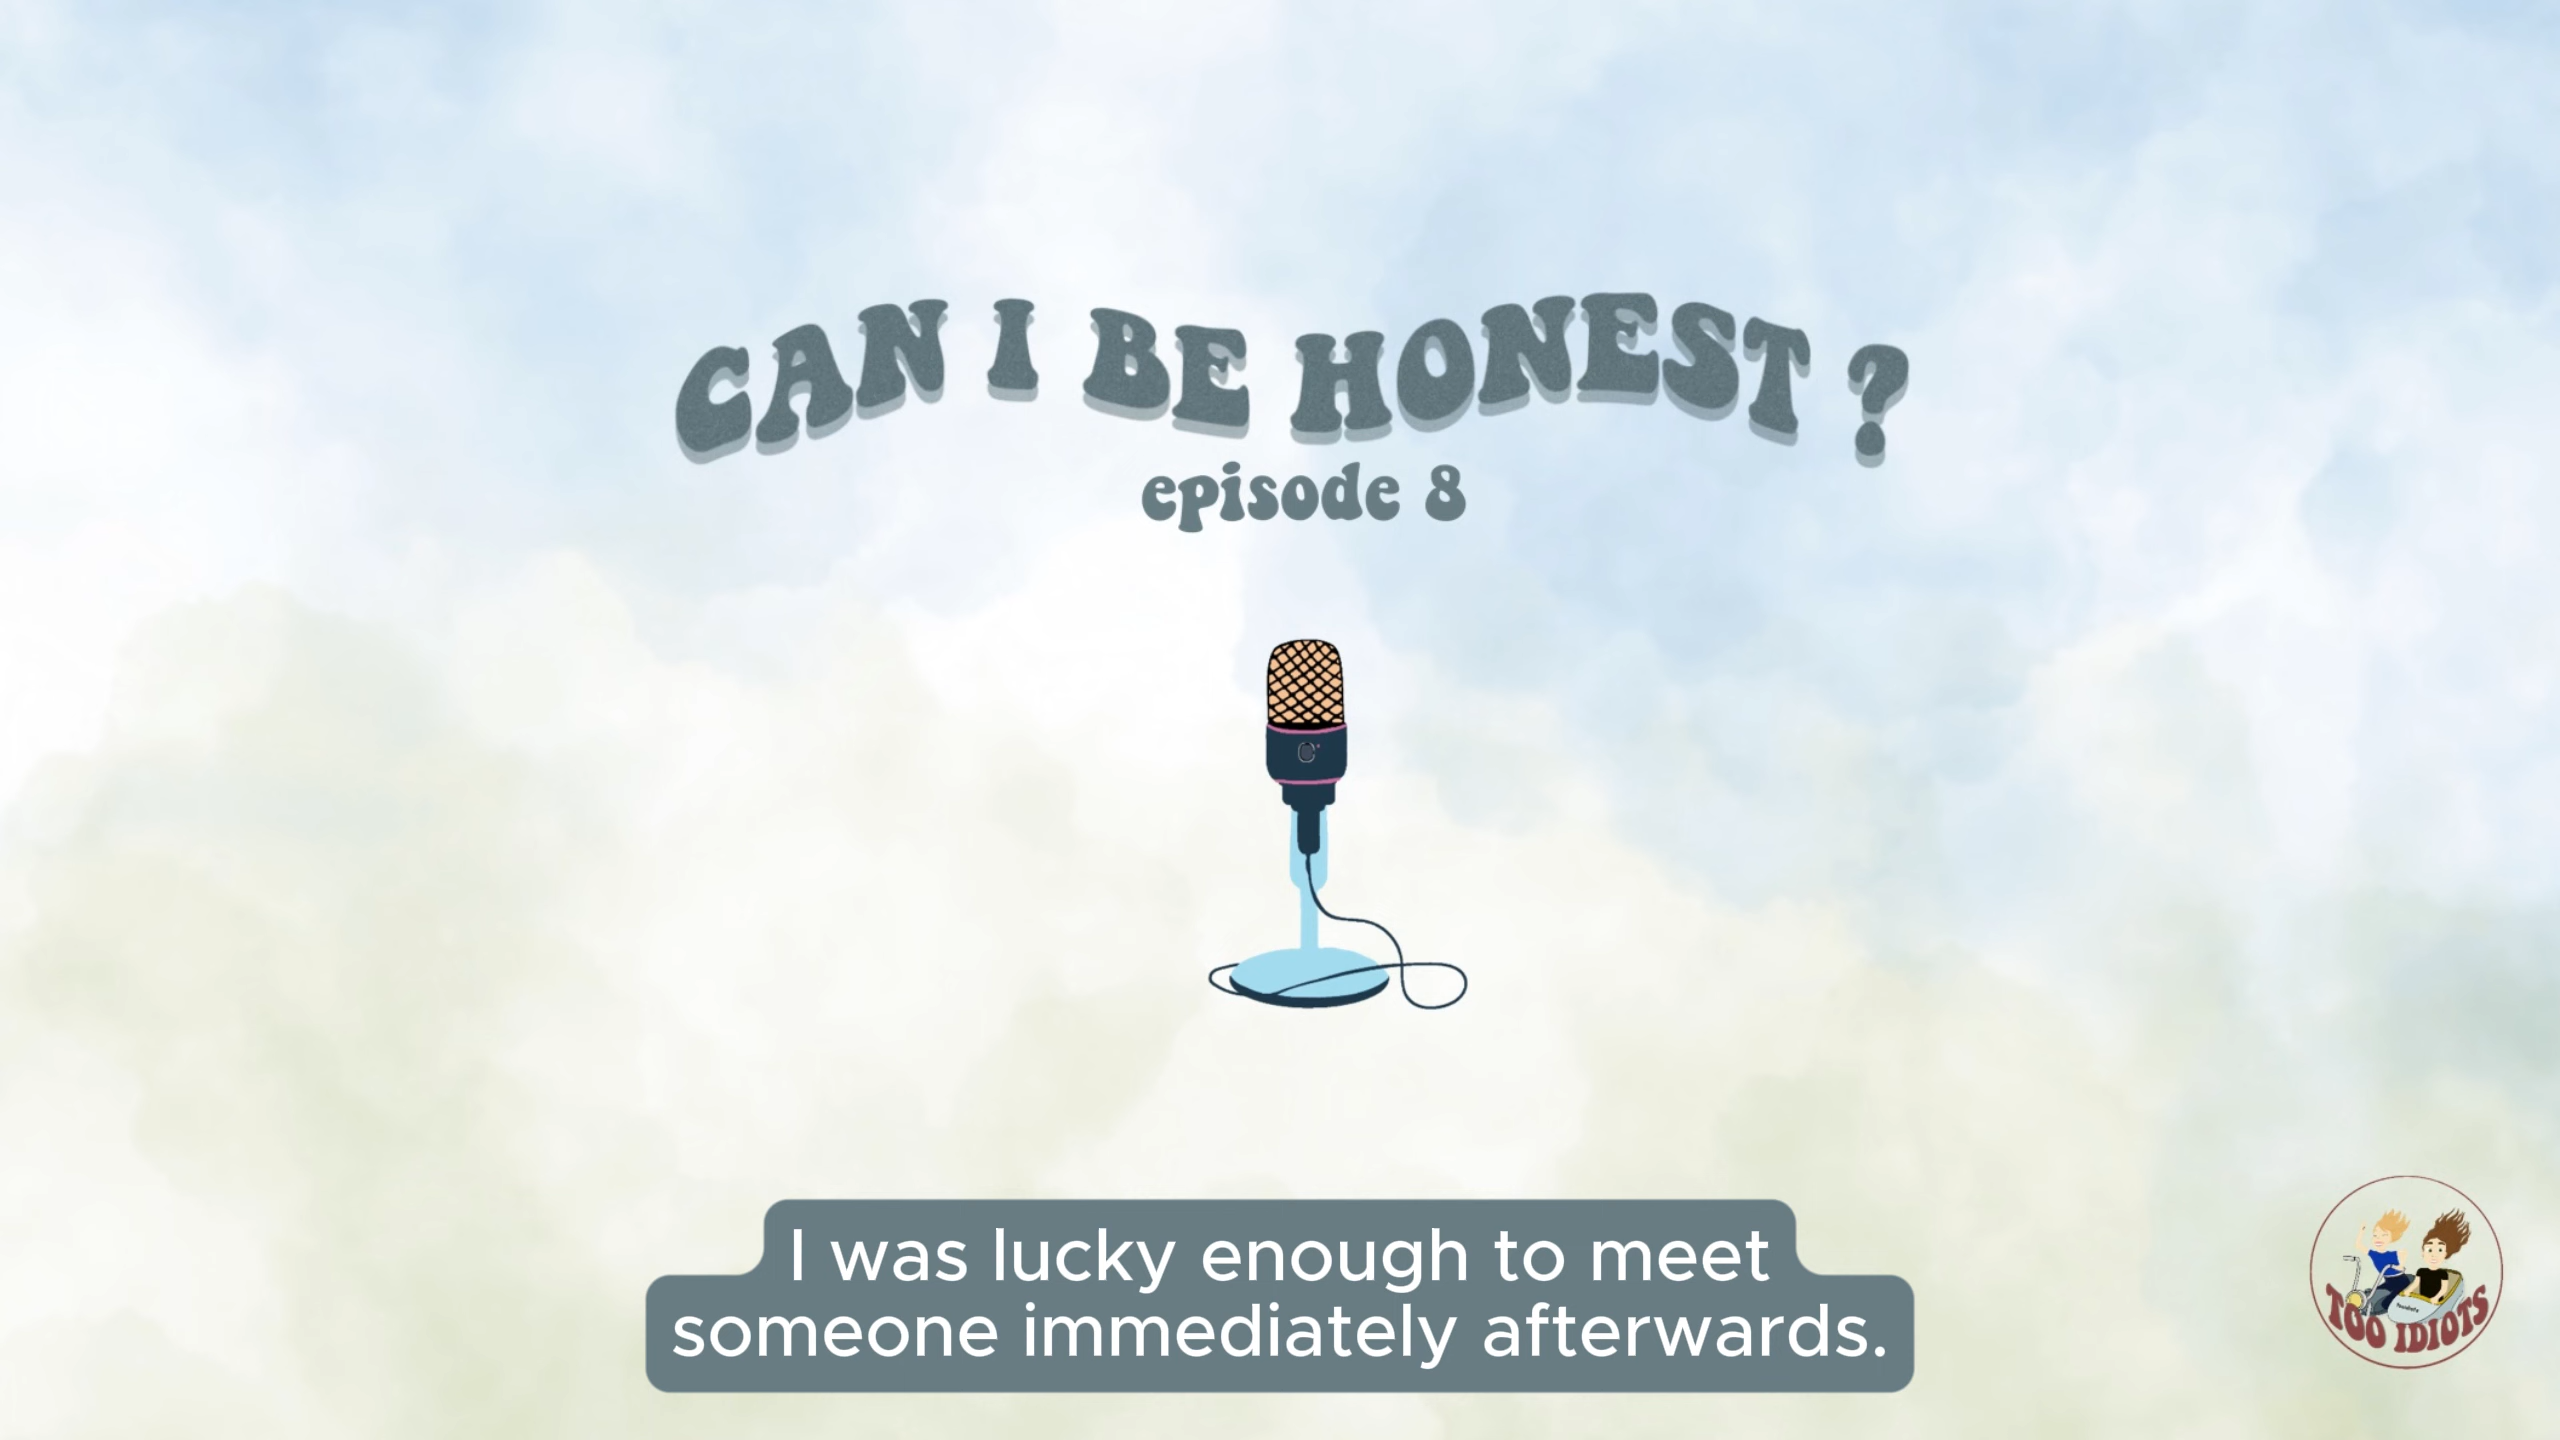 CAN I BE HONEST ?
episode 8
I was lucky enough to meet
someone immediately afterwards.
TOO IDIOTS